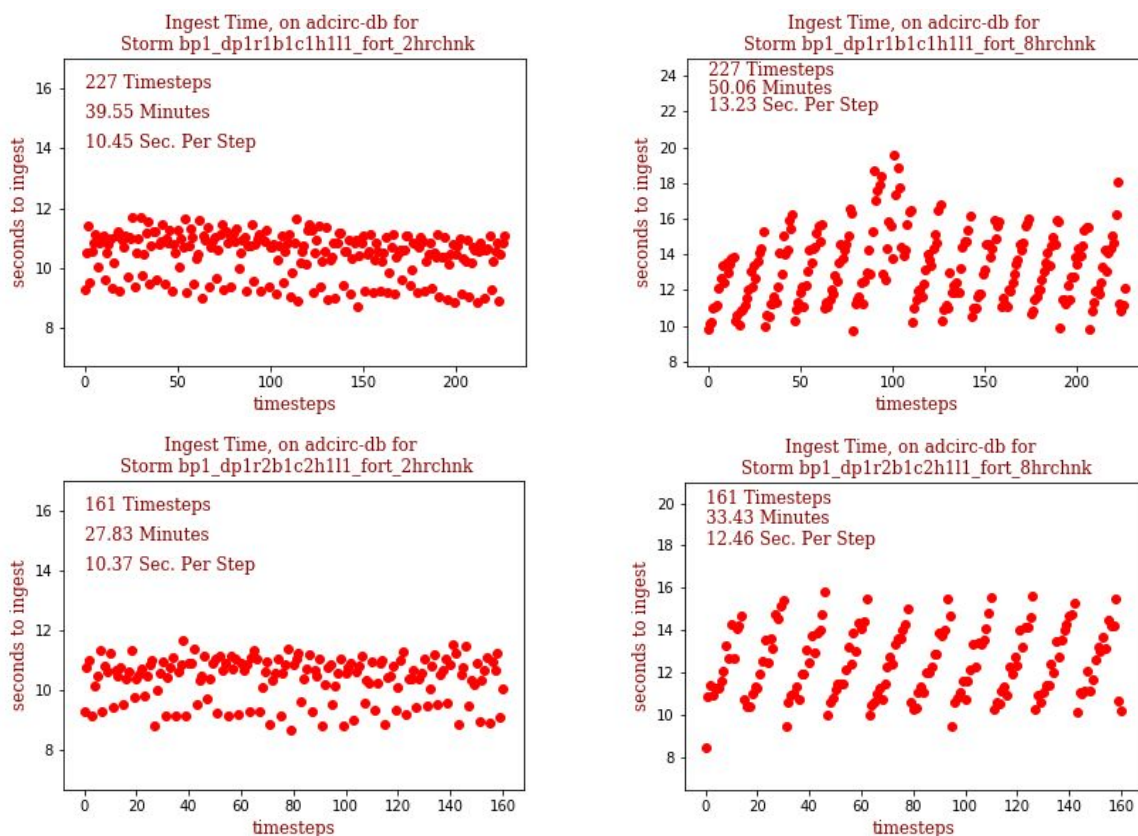 Ingest Time, on adcirc-db for
Storm bp1_dp1r1b1c1h1l1_fort_2hrchnk
227 Timesteps
39.55 Minutes
10.45 Sec. Per Step
16
14
12
10
8
seconds to ingest
0 50 100 150 200
timesteps
Ingest Time, on adcirc-db for
Storm bp1_dp1r1b1c1h1l1_fort_8hrchnk
227 Timesteps
50.06 Minutes
13.23 Sec. Per Step
24
22
20
18
16
14
12
10
8
seconds to ingest
0 50 100 150 200
timesteps
Ingest Time, on adcirc-db for
Storm bp1_dp1r2b1c2h1l1_fort_2hrchnk
161 Timesteps
27.83 Minutes
10.37 Sec. Per Step
16
14
12
10
8
seconds to ingest
0 20 40 60 80 100 120 140 160
timesteps
Ingest Time, on adcirc-db for
Storm bp1_dp1r2b1c2h1l1_fort_8hrchnk
161 Timesteps
33.43 Minutes
12.46 Sec. Per Step
20
18
16
14
12
10
8
seconds to ingest
0 20 40 60 80 100 120 140 160
timesteps